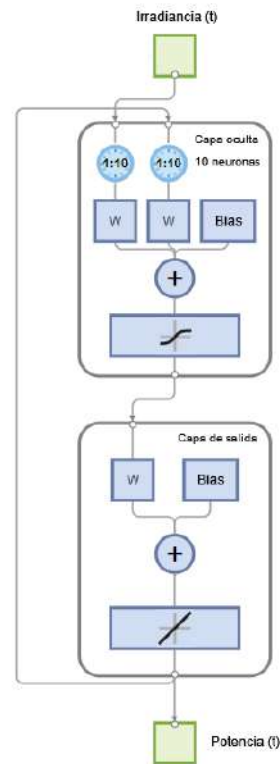 Irradiancia (t)
Capa oculta
1:10 1:10 10 neuronas
W W Bias
+
Capa de salida
W Bias
+
Potencia (t)